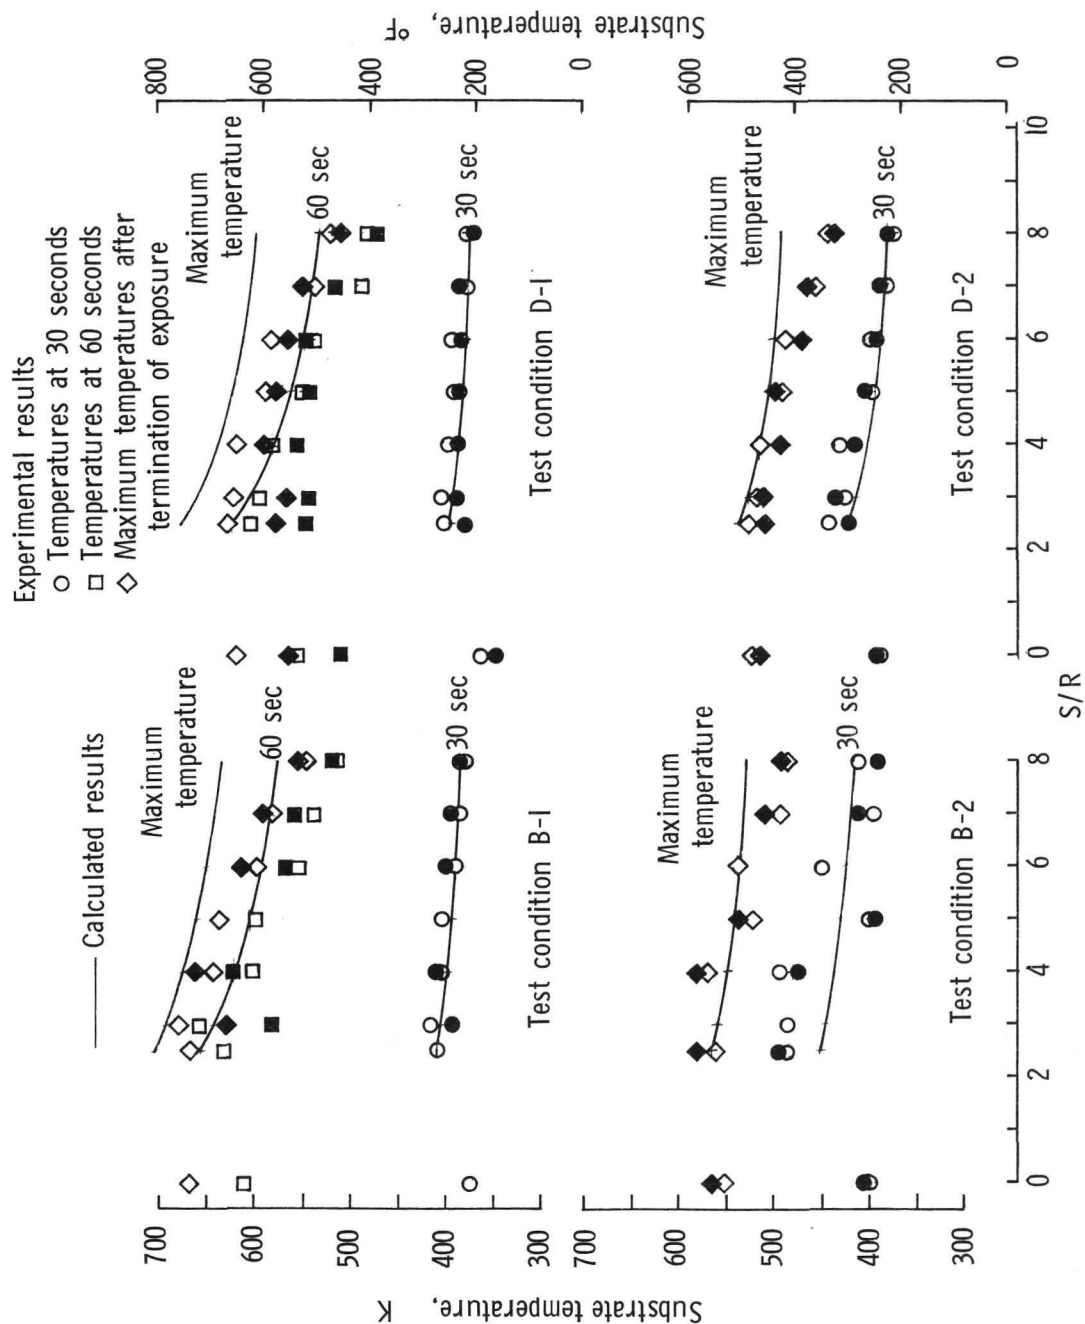 Experimental results
Temperatures at 30 seconds
Temperatures at 60 seconds
Maximum temperatures after
termination of exposure
Calculated results
Substrate temperature, K
700
600
500
400
300
Maximum
temperature
60 sec
30 sec
Test condition B-1
Maximum
temperature
60 sec
30 sec
Test condition D-1
800
600
400
200
0
Substrate temperature, °F
700
600
500
400
300
Maximum
temperature
30 sec
Test condition B-2
Maximum
temperature
30 sec
Test condition D-2
600
400
200
0
0 2 4 6 8 0 2 4 6 8 10
S/R